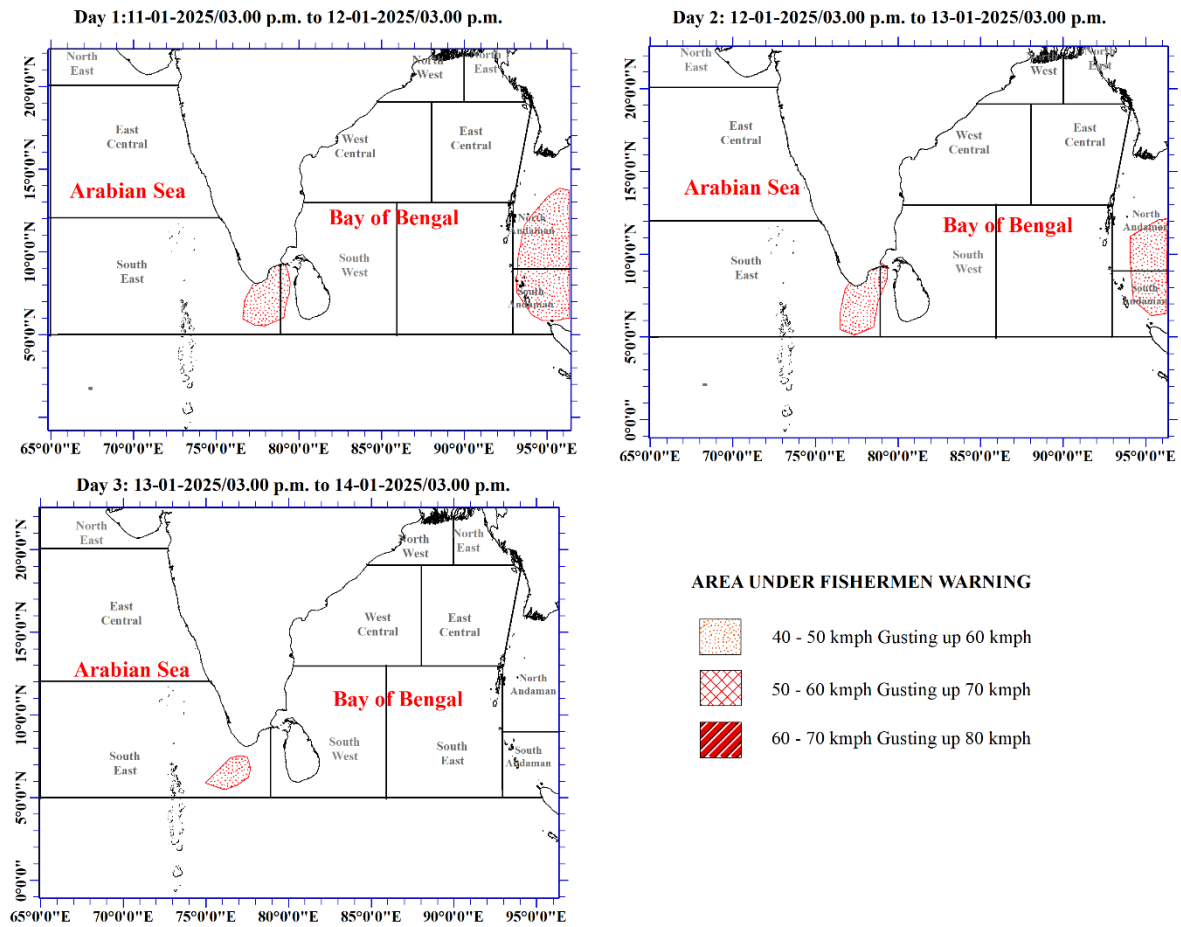 Day 1:11-01-2025/03.00 p.m. to 12-01-2025/03.00 p.m.
North
East
North
West
North
East
East
Central
West
Central
East
Central
Arabian Sea
Bay of Bengal
North
Andaman
South
East
South
West
South
Andaman
20°0'0"N
15°0'0"N
10°0'0"N
5°0'0"N
65°0'0"E
70°0'0"E
75°0'0"E
80°0'0"E
85°0'0"E
90°0'0"E
95°0'0"E
Day 2: 12-01-2025/03.00 p.m. to 13-01-2025/03.00 p.m.
North
East
West
North
East
East
Central
West
Central
East
Central
Arabian Sea
Bay of Bengal
North
Andaman
South
East
South
West
South
Andaman
20°0'0"N
15°0'0"N
10°0'0"N
5°0'0"N
0°0'0"
65°0'0"E
70°0'0"E
75°0'0"E
80°0'0"E
85°0'0"E
90°0'0"E
95°0'0"E
Day 3: 13-01-2025/03.00 p.m. to 14-01-2025/03.00 p.m.
North
East
North
West
North
East
East
Central
West
Central
East
Central
Arabian Sea
Bay of Bengal
North
Andaman
South
East
South
West
South
East
South
Andaman
20°0'0"N
15°0'0"N
10°0'0"N
5°0'0"N
0°0'0"
65°0'0"E
70°0'0"E
75°0'0"E
80°0'0"E
85°0'0"E
90°0'0"E
95°0'0"E
AREA UNDER FISHERMEN WARNING
40 - 50 kmph Gusting up 60 kmph
50 - 60 kmph Gusting up 70 kmph
60 - 70 kmph Gusting up 80 kmph